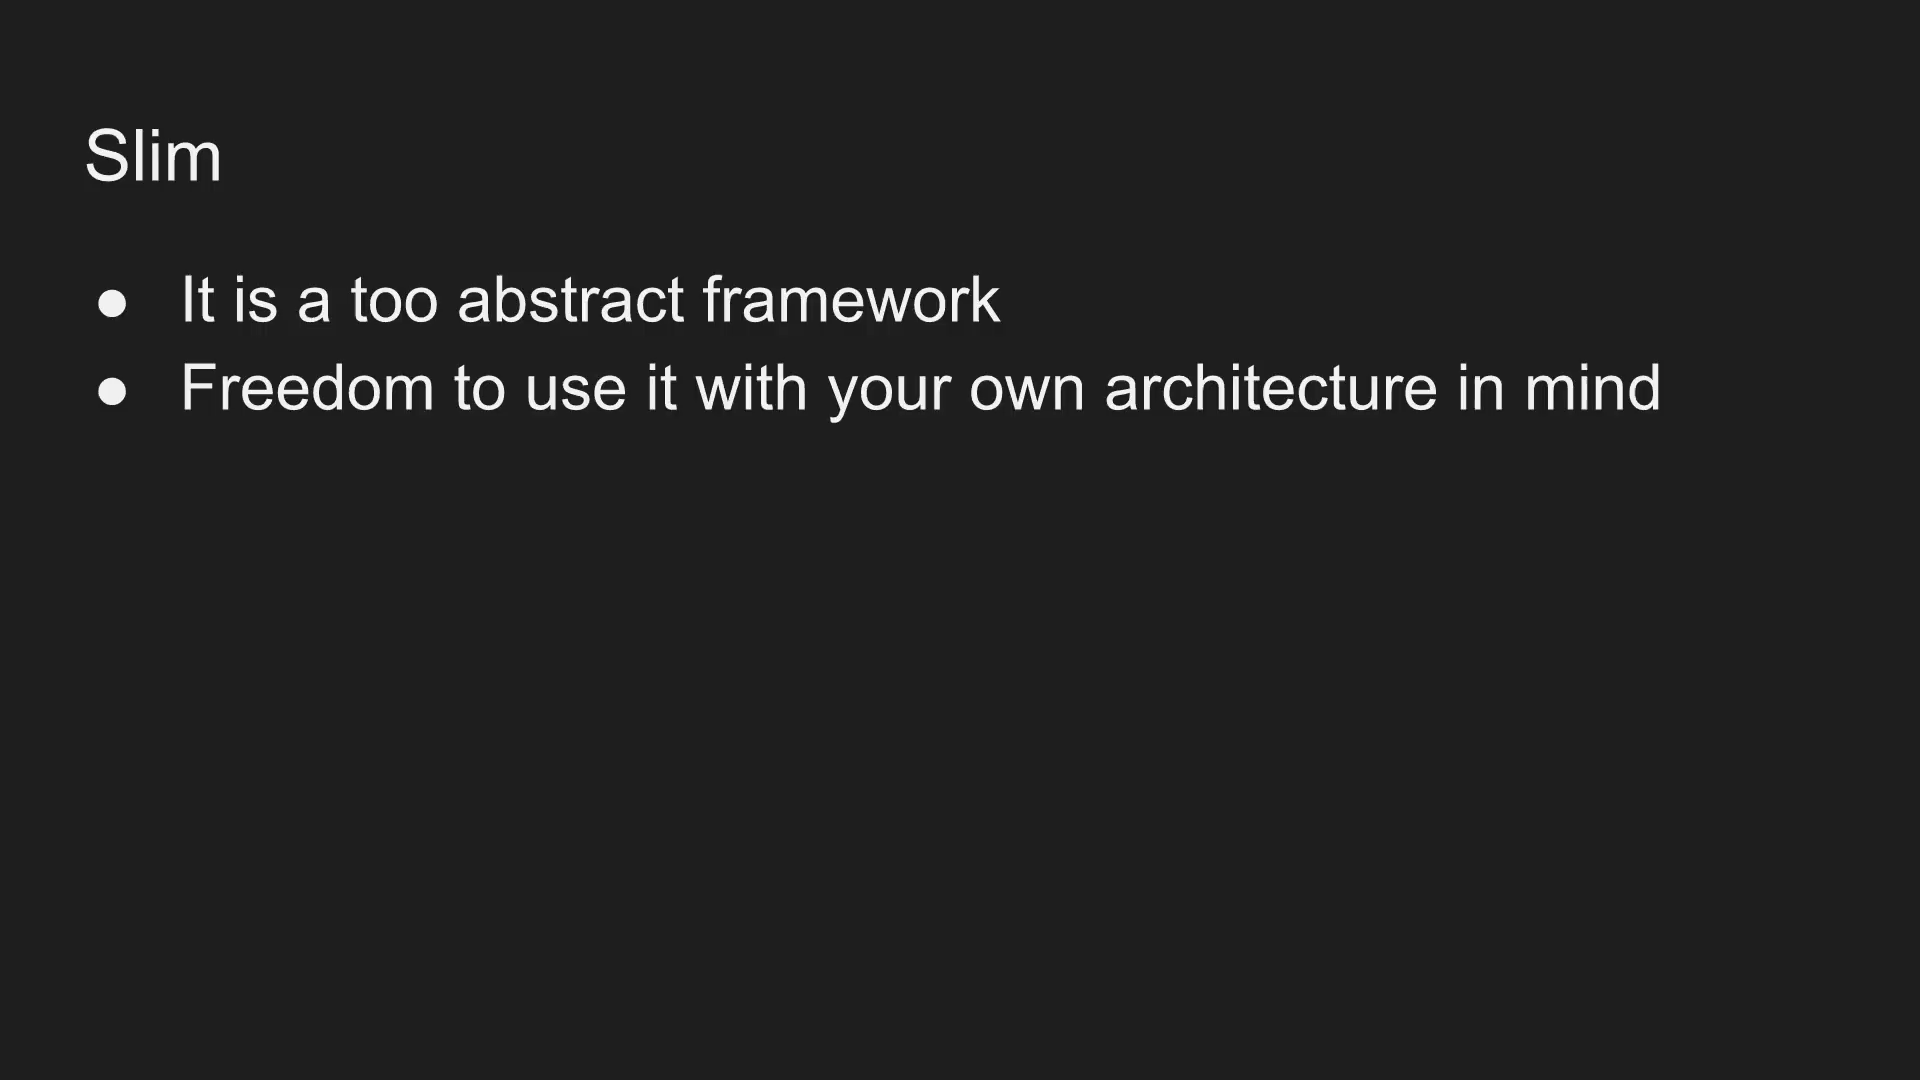 Slim
● It is a too abstract framework
● Freedom to use it with your own architecture in mind